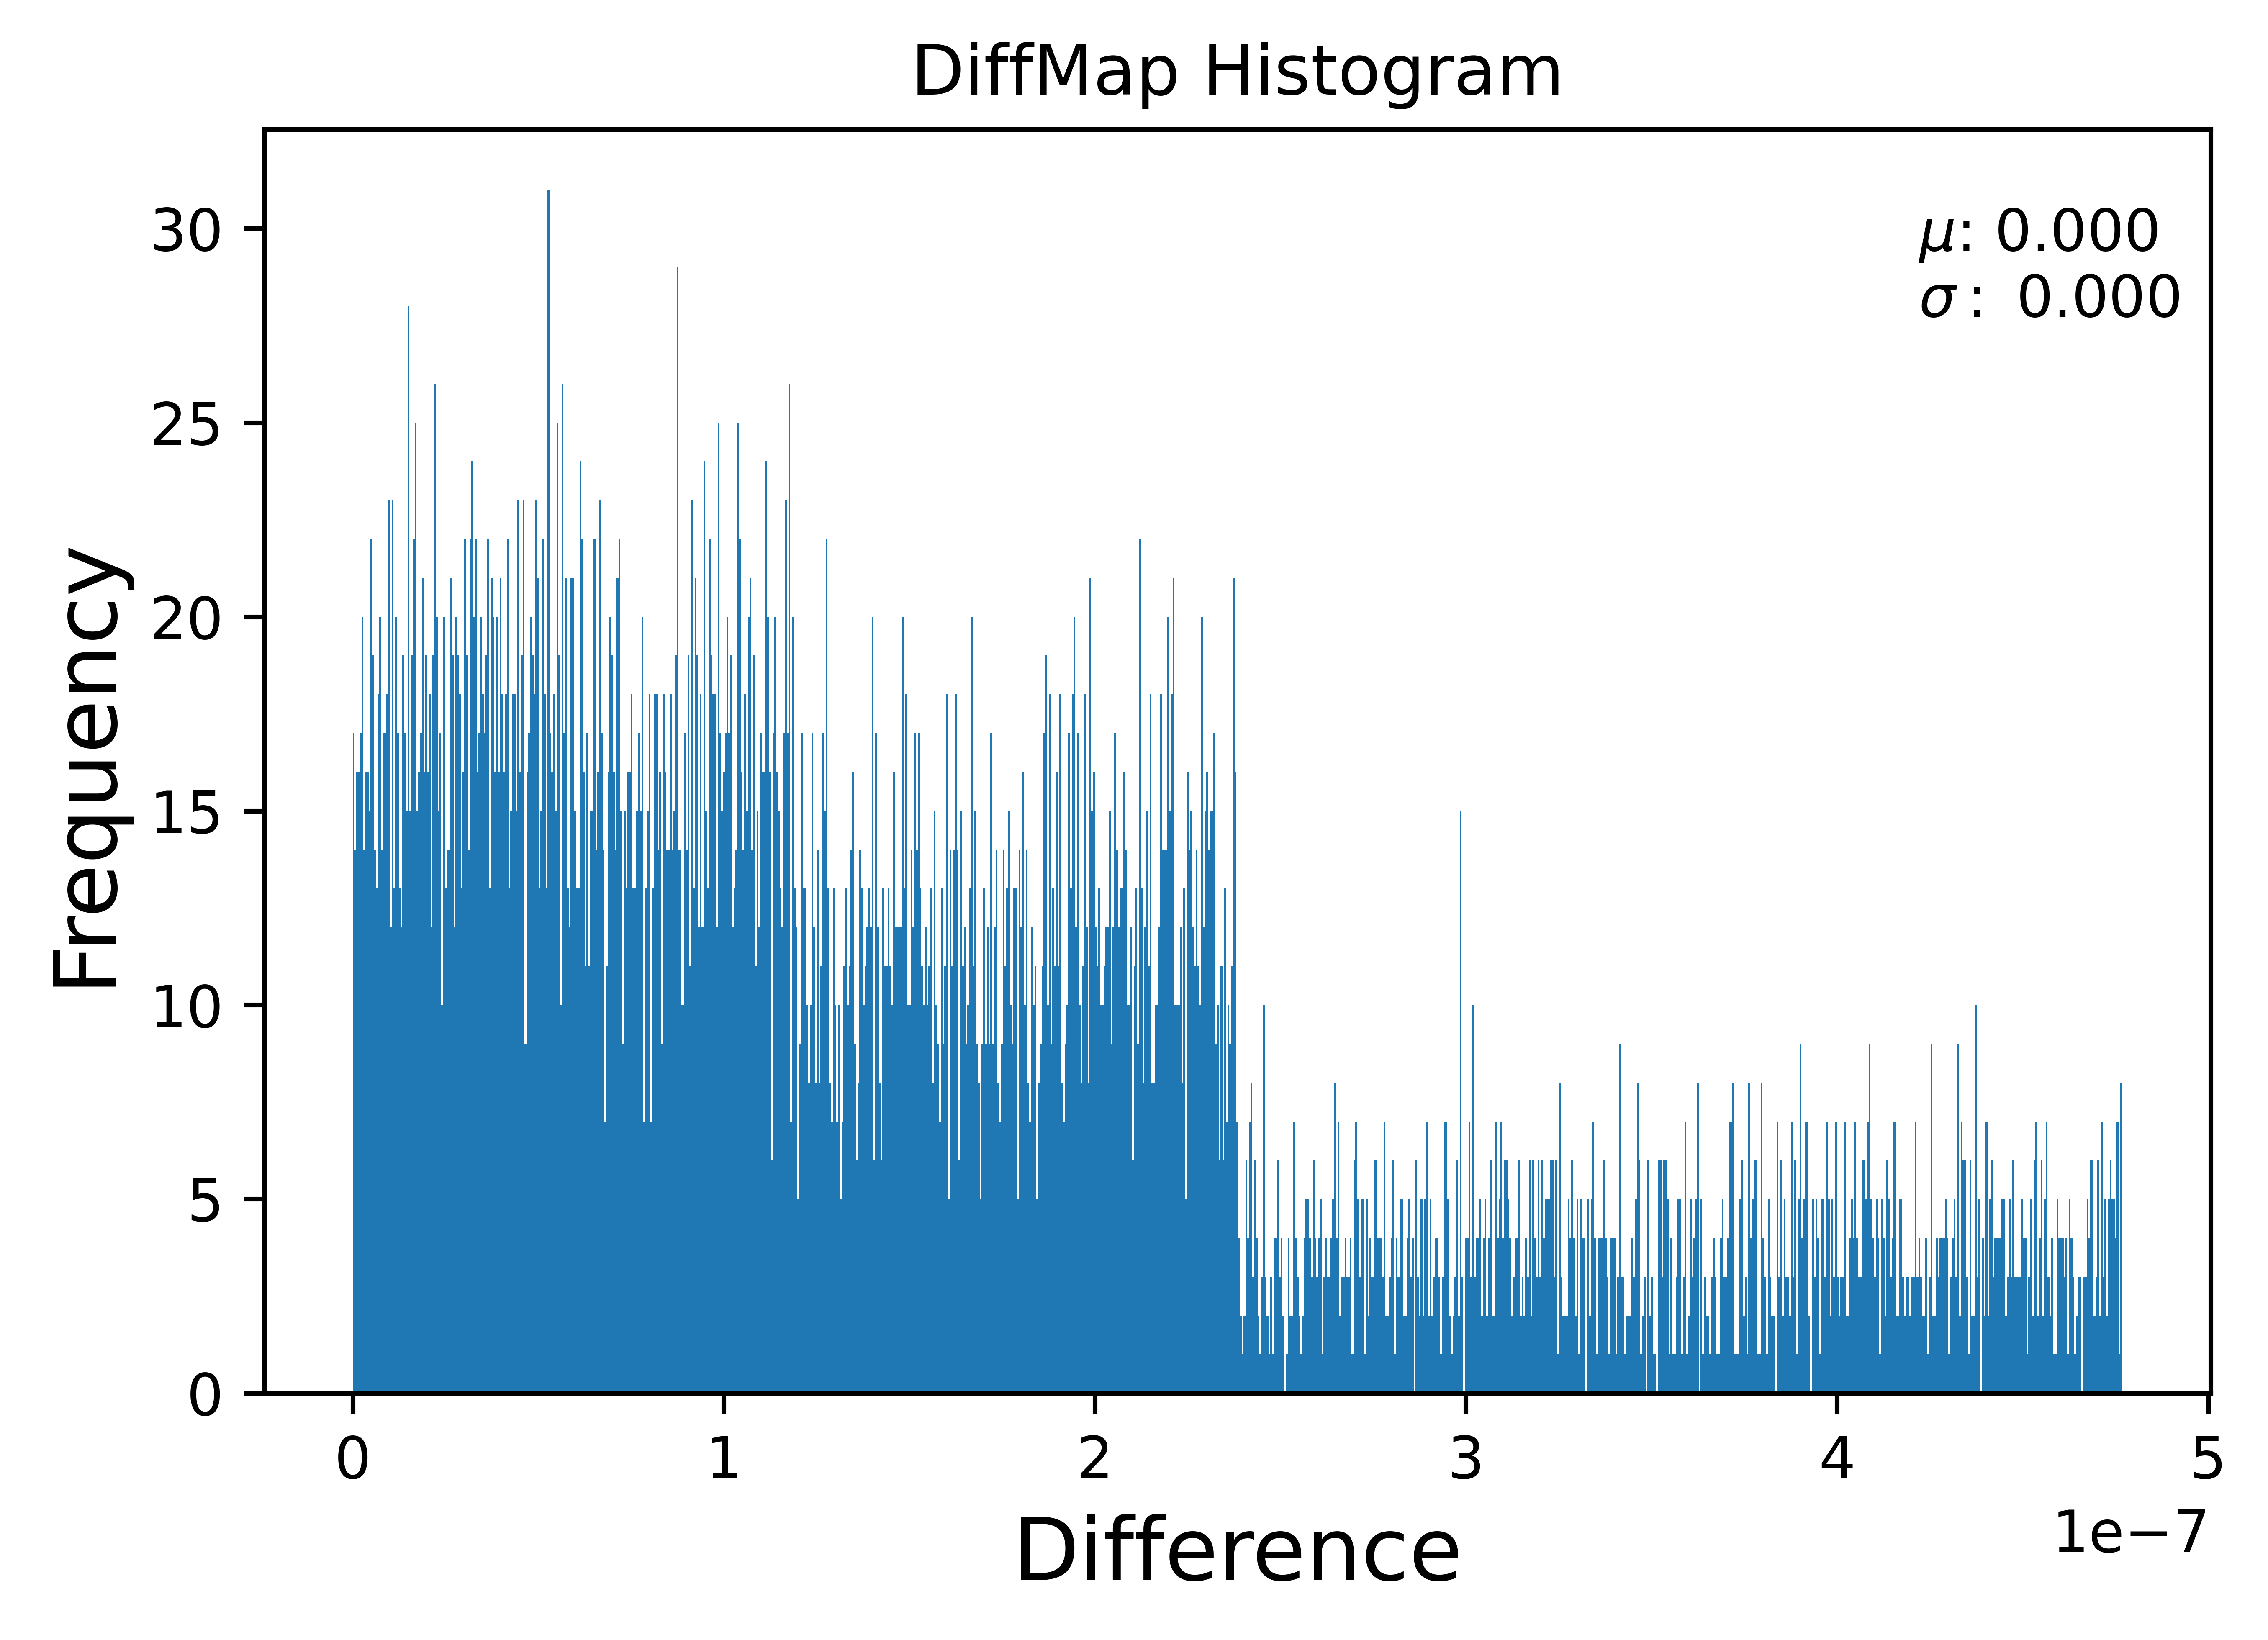 DiffMap Histogram
μ: 0.000
σ: 0.000
Frequency
30
25
20
15
10
5
0
0 1 2 3 4 5
1e−7
Difference